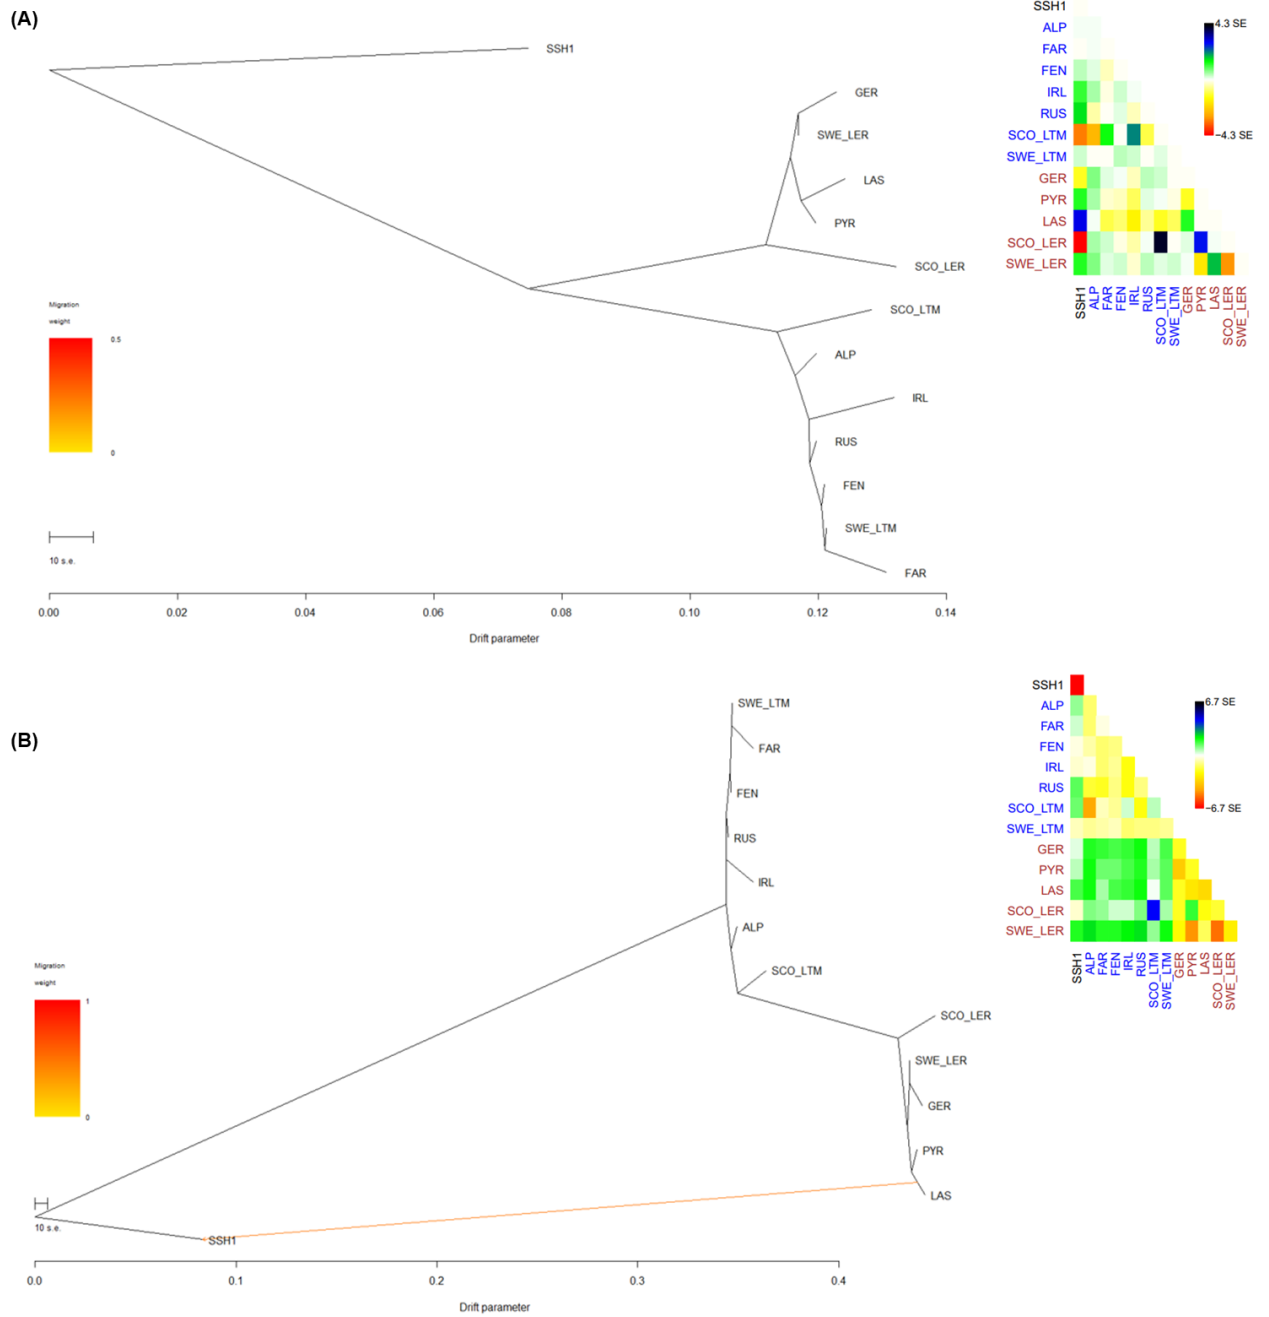 (A)
SSH1
GER
SWE_LER
LAS
PYR
SCO_LER
SCO_LTM
ALP
IRL
RUS
FEN
SWE_LTM
FAR
Migration
weight
0.5
0
10 s.e.
0.00 0.02 0.04 0.06 0.08 0.10 0.12 0.14
Drift parameter
SSH1
ALP
FAR
FEN
IRL
RUS
SCO_LTM
SWE_LTM
GER
PYR
LAS
SCO_LER
SWE_LER
SSH1 ALP FAR FEN IRL RUS SCO_LTM SWE_LTM GER PYR LAS SCO_LER SWE_LER
4.3 SE
−4.3 SE
(B)
SWE_LTM
FAR
FEN
RUS
IRL
ALP
SCO_LTM
SCO_LER
SWE_LER
GER
PYR
LAS
SSH1
Migration
weight
1
0
10 s.e.
0.0 0.1 0.2 0.3 0.4
Drift parameter
SSH1
ALP
FAR
FEN
IRL
RUS
SCO_LTM
SWE_LTM
GER
PYR
LAS
SCO_LER
SWE_LER
SSH1 ALP FAR FEN IRL RUS SCO_LTM SWE_LTM GER PYR LAS SCO_LER SWE_LER
6.7 SE
−6.7 SE